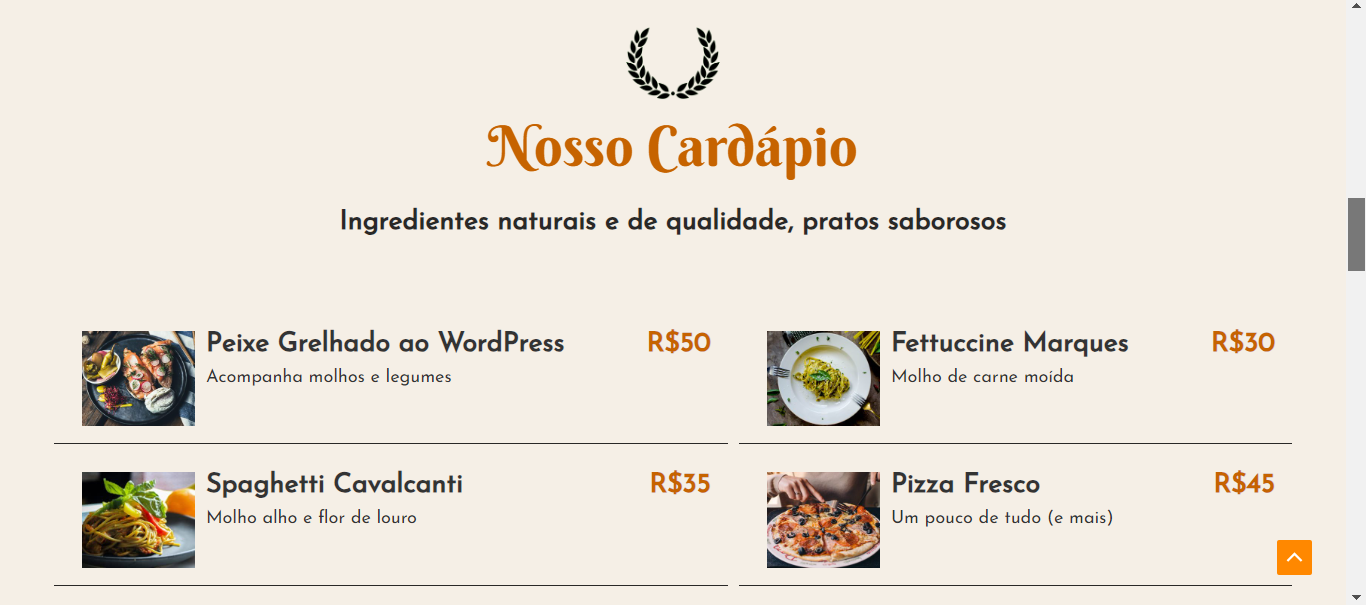 Nosso Cardápio
Ingredientes naturais e de qualidade, pratos saborosos
Peixe Grelhado ao WordPress R$50
Acompanha molhos e legumes
Fettuccine Marques R$30
Molho de carne moída
Spaghetti Cavalcanti R$35
Molho alho e flor de louro
Pizza Fresco R$45
Um pouco de tudo (e mais)